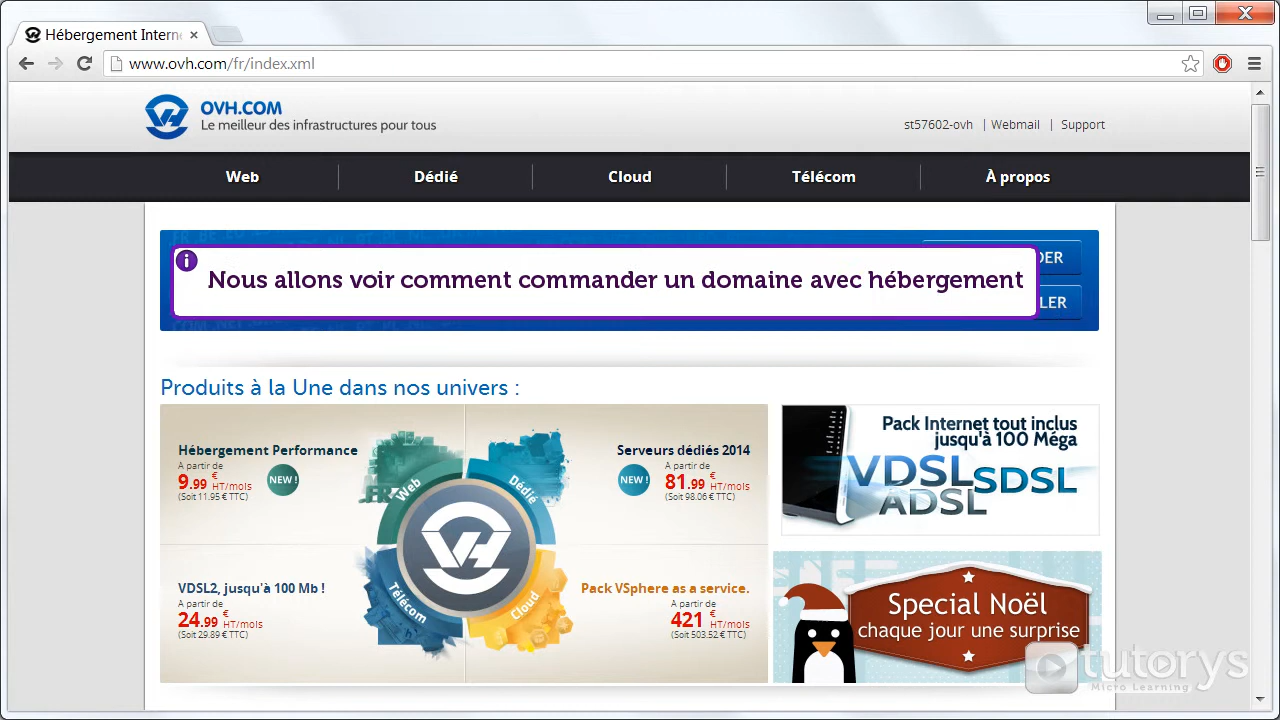 Hébergement Intern
www.ovh.com/fr/index.xml
OVH.COM
Le meilleur des infrastructures pour tous
st57602-ovh | Webmail | Support
Web
Dédié
Cloud
Télécom
À propos
Nous allons voir comment commander un domaine avec hébergement
DER
LER
Produits à la Une dans nos univers :
Hébergement Performance
A partir de
9.99 € HT/mois
(Soit 11.95 € TTC)
NEW !
Serveurs dédiés 2014
A partir de
NEW !
81.99 € HT/mois
(Soit 98.06 € TTC)
Web
Dédié
Télécom
Cloud
VDSL2, jusqu'à 100 Mb !
A partir de
24.99 € HT/mois
(Soit 29.89 € TTC)
Pack VSphere as a service.
A partir de
421 € HT/mois
(Soit 503.52 € TTC)
Pack Internet tout inclus
jusqu'à 100 Méga
VDSL SDSL
ADSL
Special Noël
chaque jour une surprise
tutorys
Micro Learning